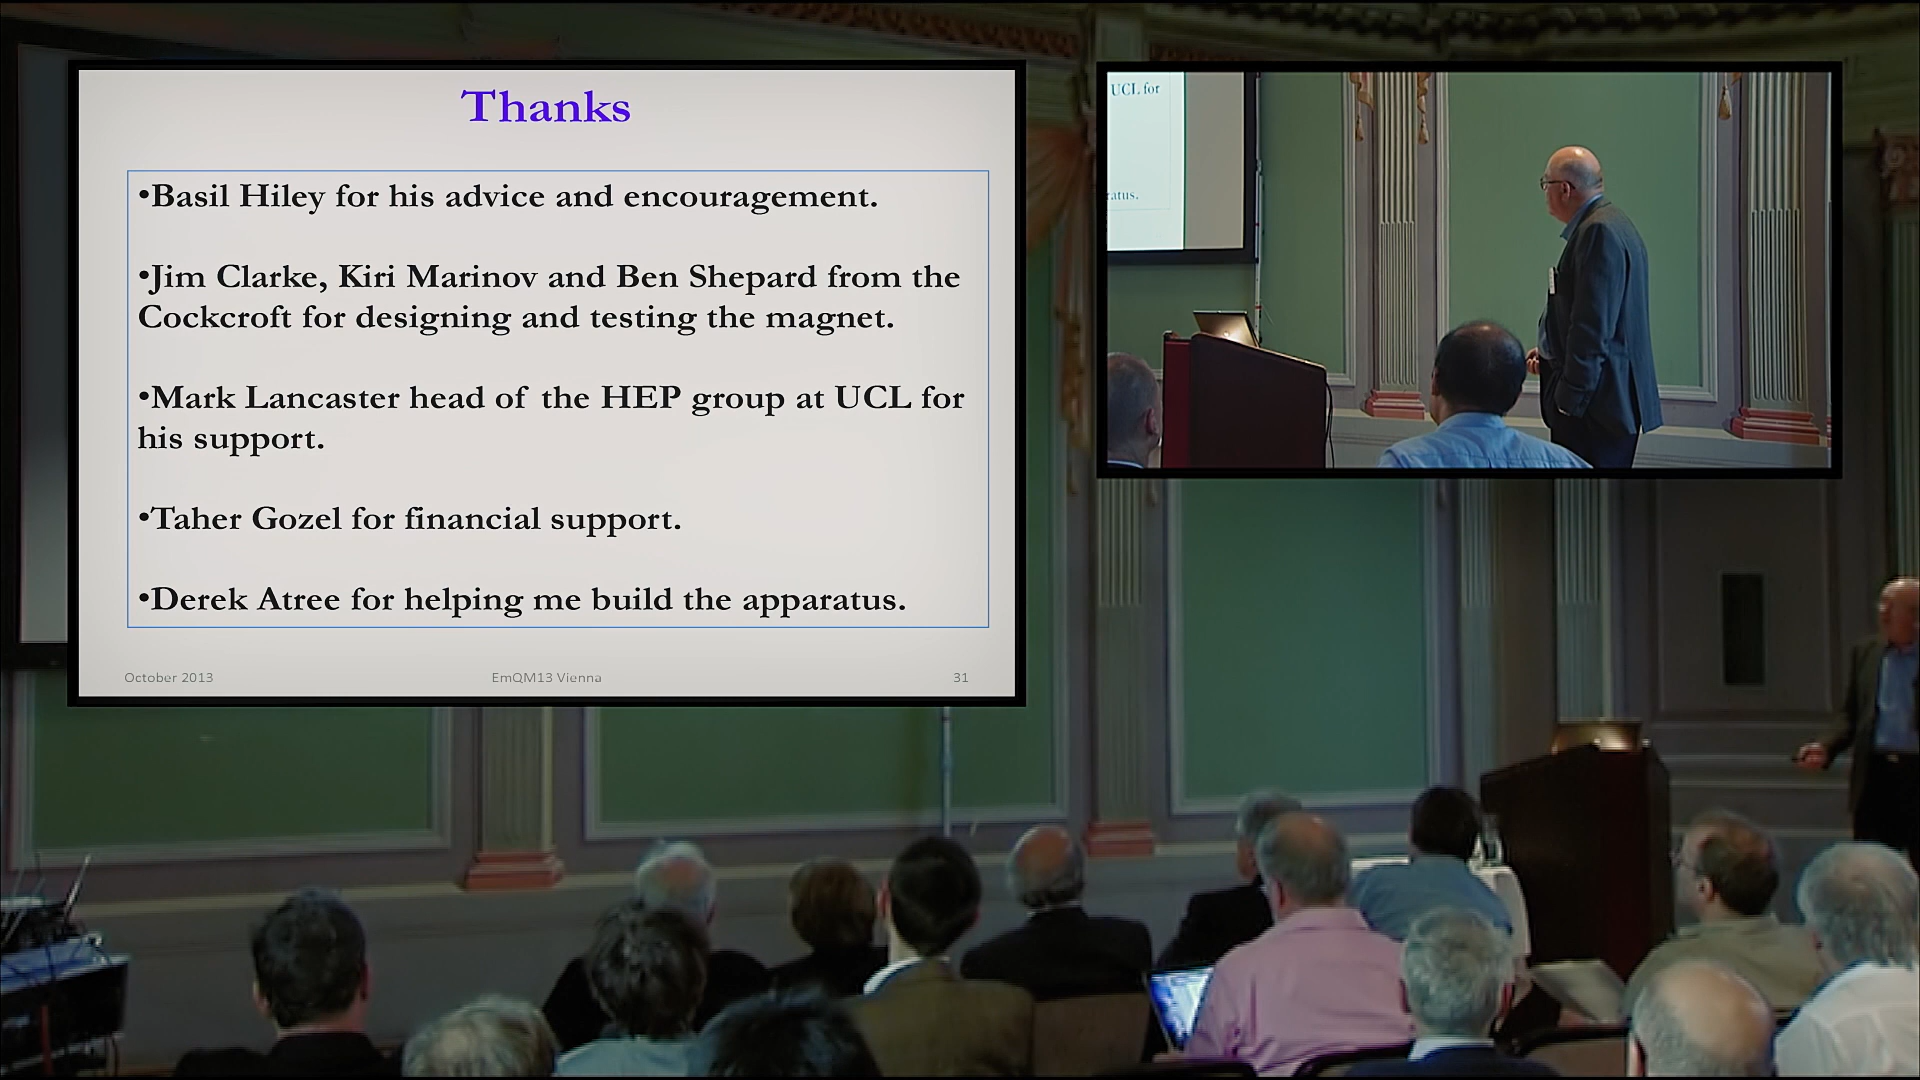 Thanks
•Basil Hiley for his advice and encouragement.
•Jim Clarke, Kiri Marinov and Ben Shepard from the
Cockcroft for designing and testing the magnet.
•Mark Lancaster head of the HEP group at UCL for
his support.
•Taher Gozel for financial support.
•Derek Atree for helping me build the apparatus.
October 2013 EmQM13 Vienna 31
UCL for
ratus.